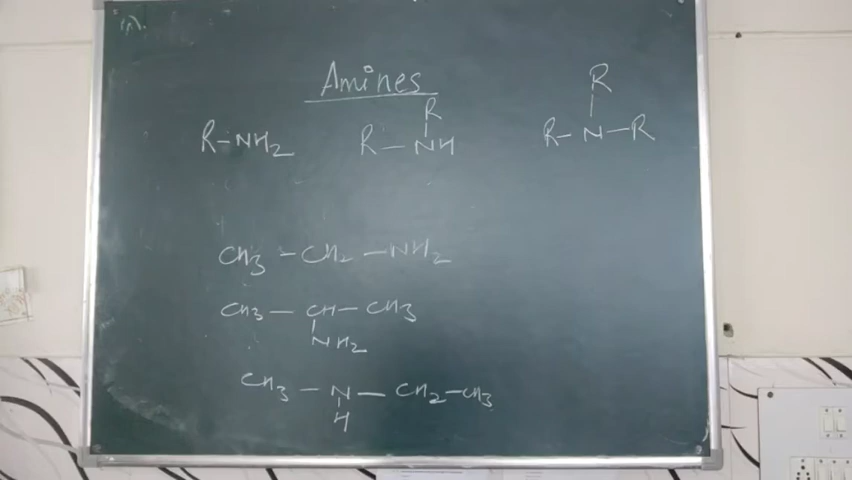 Amines
R-NH2   R-NH   R-N-R
R   R
CH3 - CH2 - NH2
CH3 - CH - CH3
NH2
CH3 - N - CH2 - CH3
H